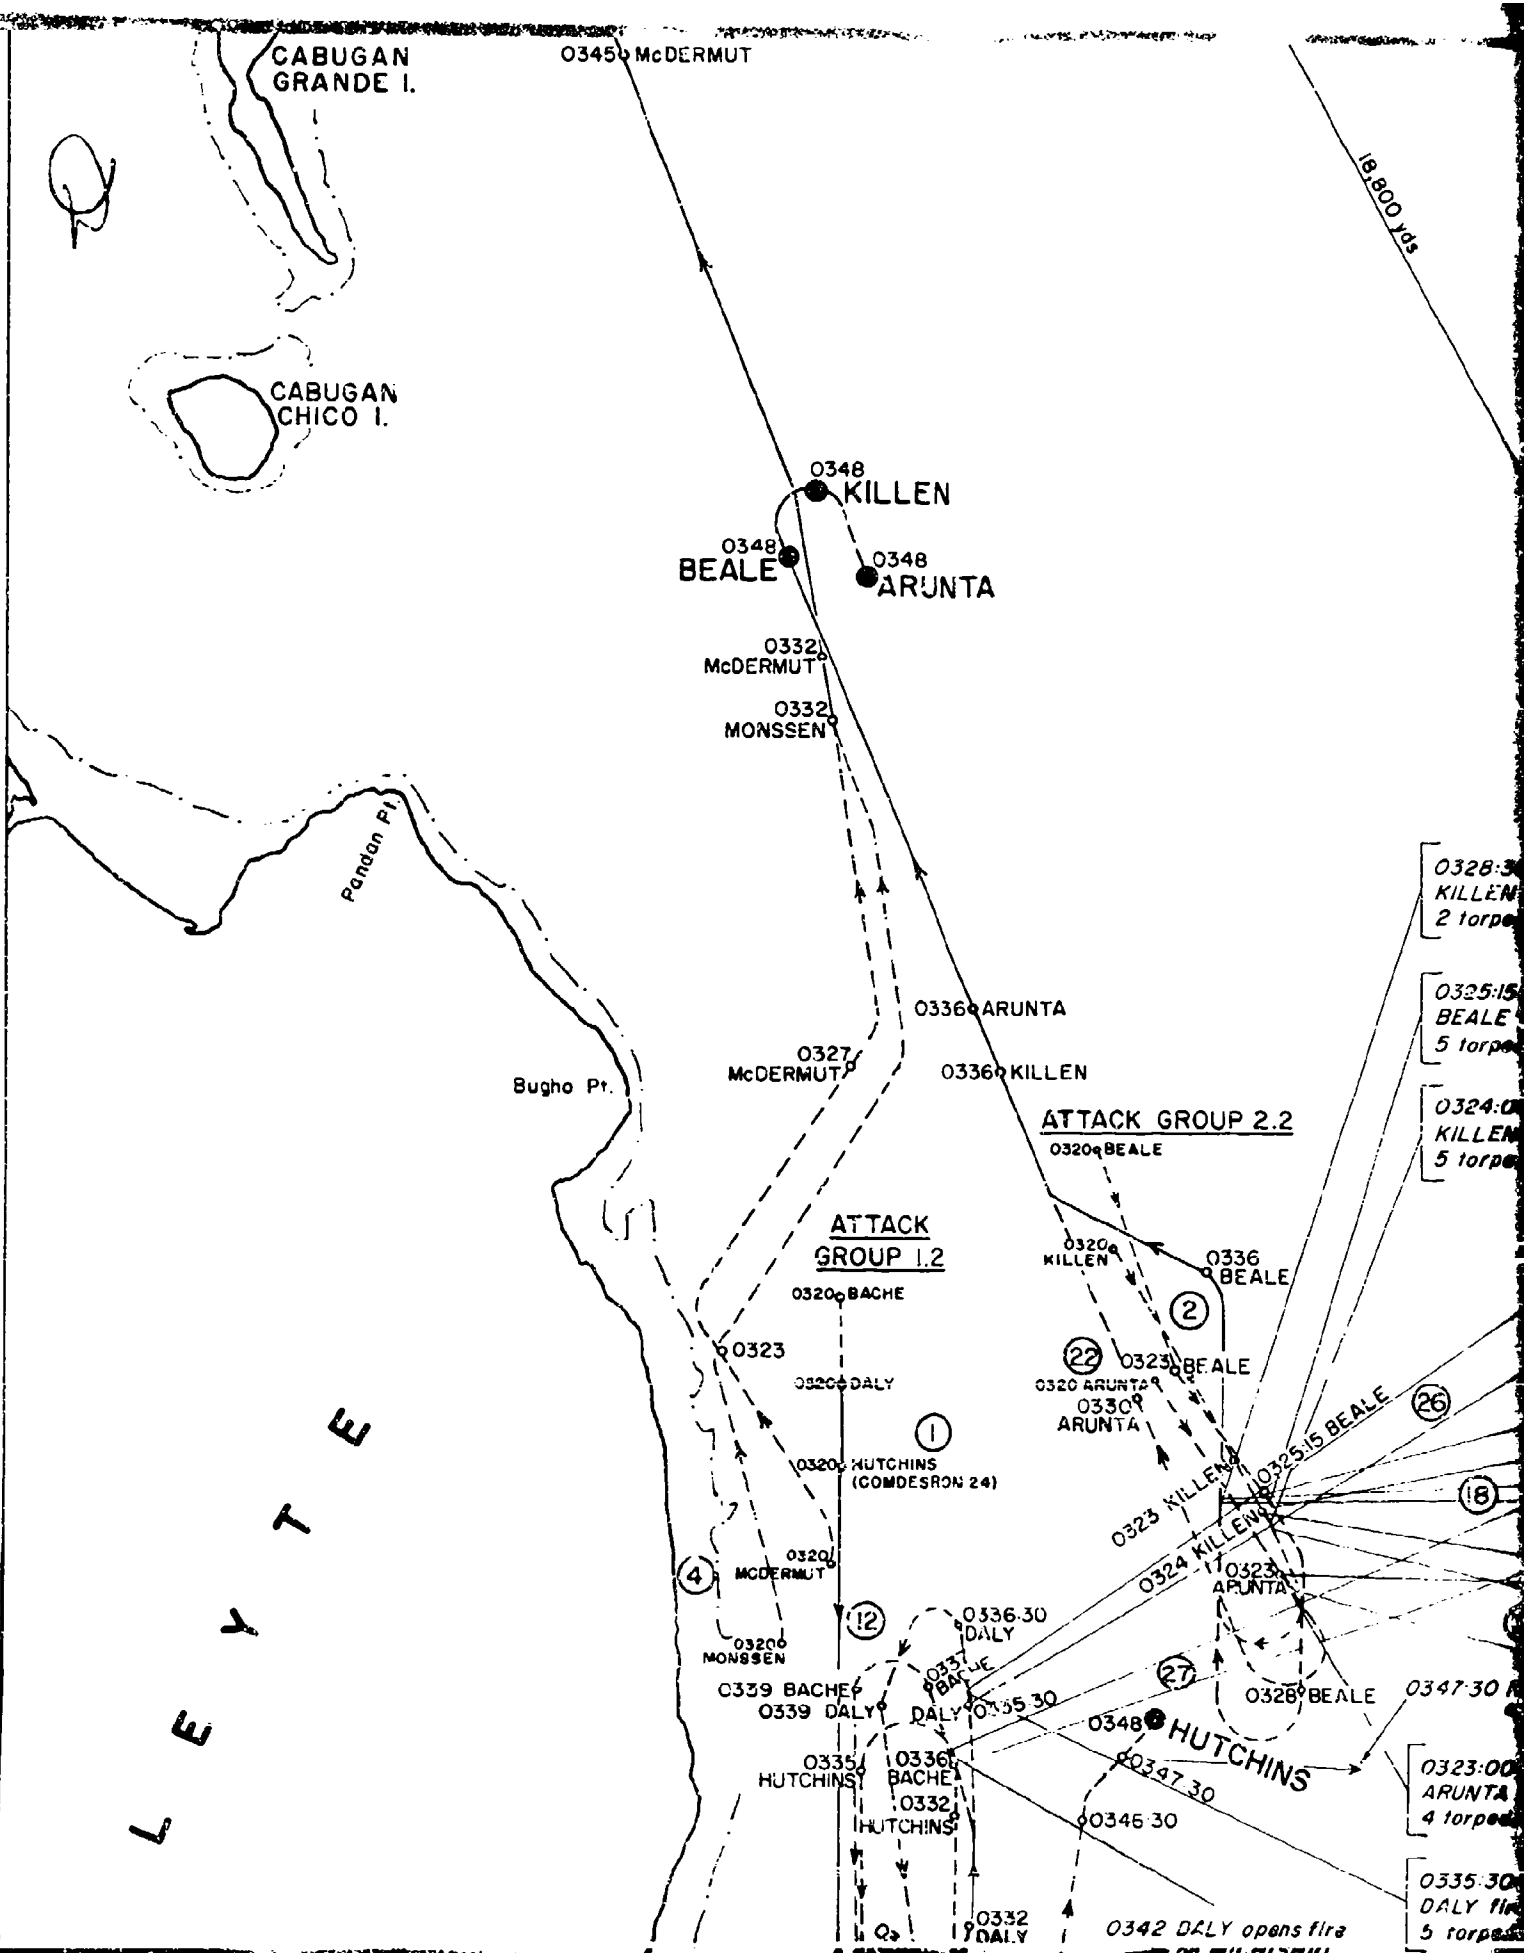 CABUGAN
GRANDE I.
0345 McDERMUT
18,800 yds
CABUGAN
CHICO I.
0348
KILLEN
0348
BEALE
0348
ARUNTA
0332
McDERMUT
0332
MONSSEN
Pandan Pt.
0328:3
KILLEN
2 torpe
0325:15
BEALE
5 torpe
0324:0
KILLEN
5 torpe
0336 ARUNTA
0327
McDERMUT
0336 KILLEN
Bugho Pt.
ATTACK GROUP 2.2
0320 BEALE
ATTACK
GROUP 1.2
0320
KILLEN
0336
BEALE
0320 BACHE
2
0323
22
0323 BEALE
0320 DALY
0320 ARUNTA
0330
ARUNTA
26
1
0325:15 BEALE
0320 HUTCHINS
(COMDESRON 24)
0323 KILLEN
18
0324 KILLEN
0320
McDERMUT
4
0323
ARUNTA
12
0336:30
DALY
0320
MONSSEN
0337
BACHE
27
0339 BACHE
0339 DALY
DALY 0335:30
0328 BEALE
0347:30
0348
HUTCHINS
0335
HUTCHINS
0336
BACHE
0347:30
0323:00
ARUNTA
4 torped
0332
HUTCHINS
0346:30
0335:30
DALY fir
5 torpe
0332
DALY
0342 DALY opens fire
LEYTE